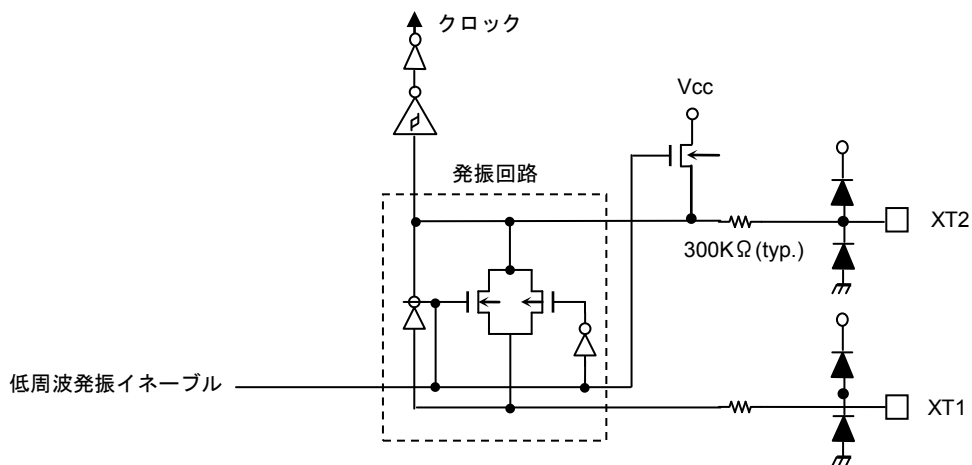 クロック
Vcc
発振回路
XT2
300KΩ(typ.)
低周波発振イネーブル
XT1